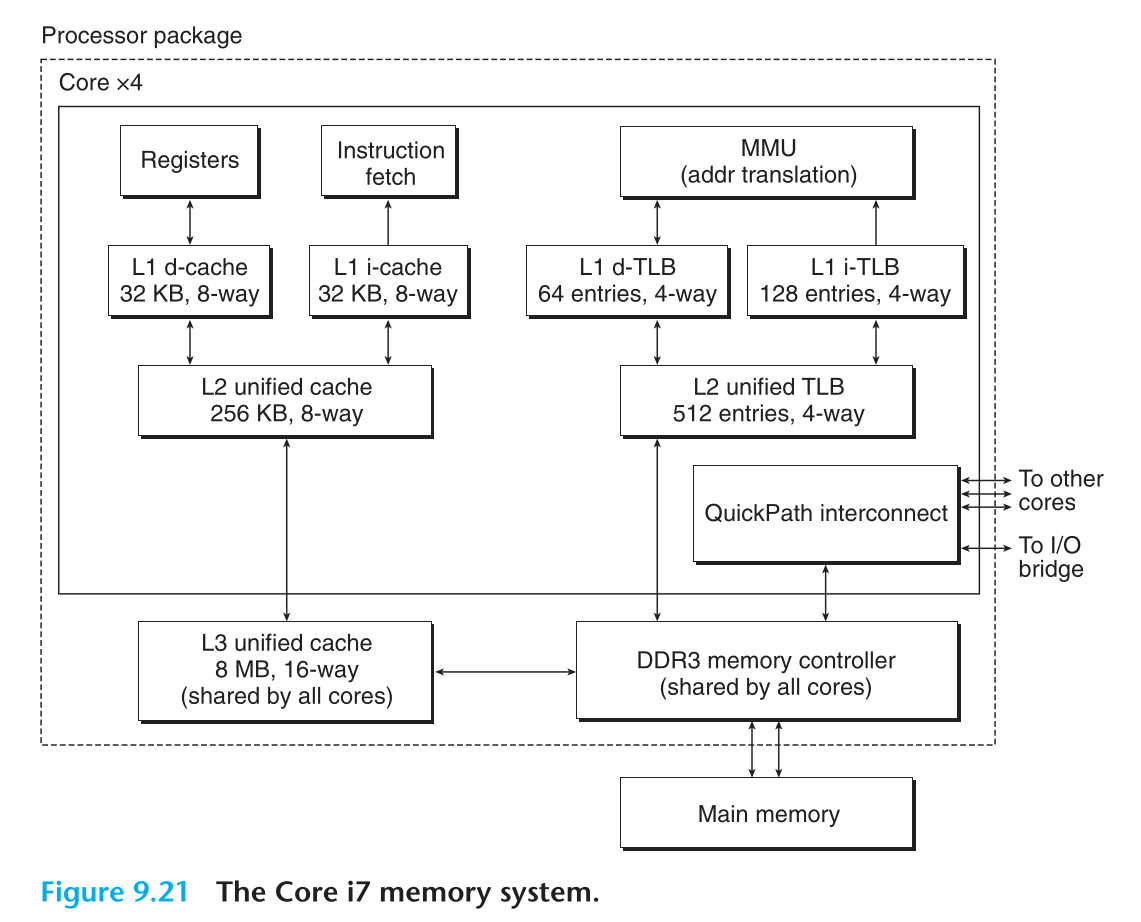 Processor package
Core ×4
Registers
Instruction
fetch
MMU
(addr translation)
L1 d-cache
32 KB, 8-way
L1 i-cache
32 KB, 8-way
L1 d-TLB
64 entries, 4-way
L1 i-TLB
128 entries, 4-way
L2 unified cache
256 KB, 8-way
L2 unified TLB
512 entries, 4-way
QuickPath interconnect
To other
cores
To I/O
bridge
L3 unified cache
8 MB, 16-way
(shared by all cores)
DDR3 memory controller
(shared by all cores)
Main memory
Figure 9.21 The Core i7 memory system.